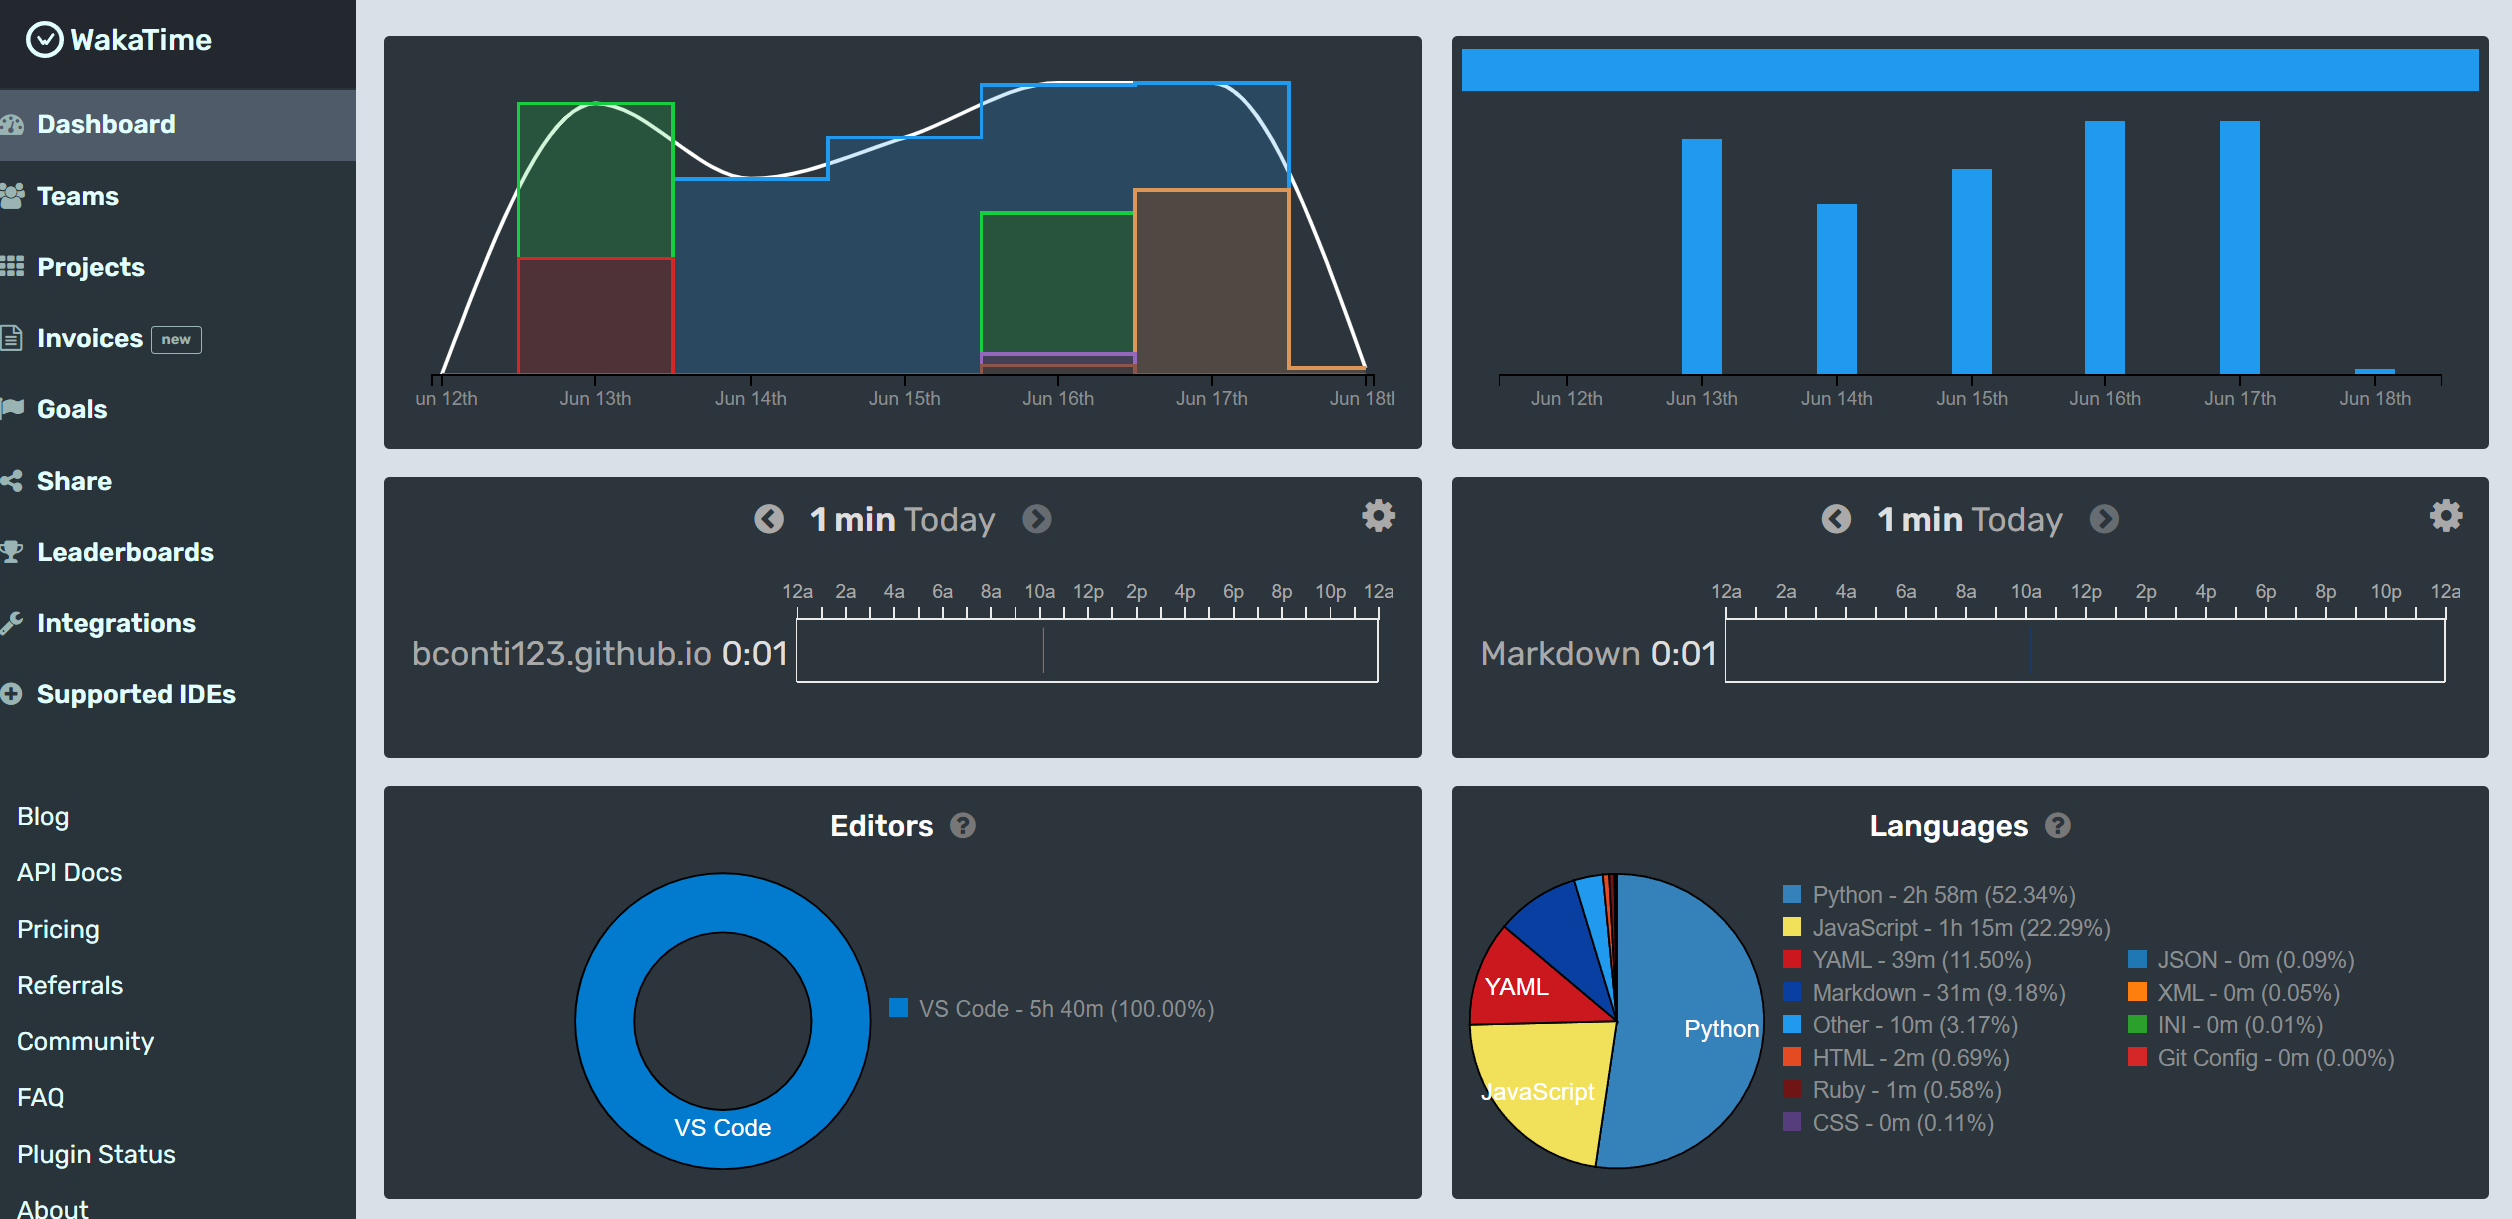 WakaTime
Dashboard
Teams
Projects
Invoices new
Goals
Share
Leaderboards
Integrations
Supported IDEs
Blog
API Docs
Pricing
Referrals
Community
FAQ
Plugin Status
About
un 12th Jun 13th Jun 14th Jun 15th Jun 16th Jun 17th Jun 18tl
Jun 12th Jun 13th Jun 14th Jun 15th Jun 16th Jun 17th Jun 18th
1 min Today
12a 2a 4a 6a 8a 10a 12p 2p 4p 6p 8p 10p 12a
bconti123.github.io 0:01
1 min Today
12a 2a 4a 6a 8a 10a 12p 2p 4p 6p 8p 10p 12a
Markdown 0:01
Editors ?
VS Code
VS Code - 5h 40m (100.00%)
Languages ?
YAML
Python
JavaScript
Python - 2h 58m (52.34%)
JavaScript - 1h 15m (22.29%)
YAML - 39m (11.50%)
Markdown - 31m (9.18%)
Other - 10m (3.17%)
HTML - 2m (0.69%)
Ruby - 1m (0.58%)
CSS - 0m (0.11%)
JSON - 0m (0.09%)
XML - 0m (0.05%)
INI - 0m (0.01%)
Git Config - 0m (0.00%)